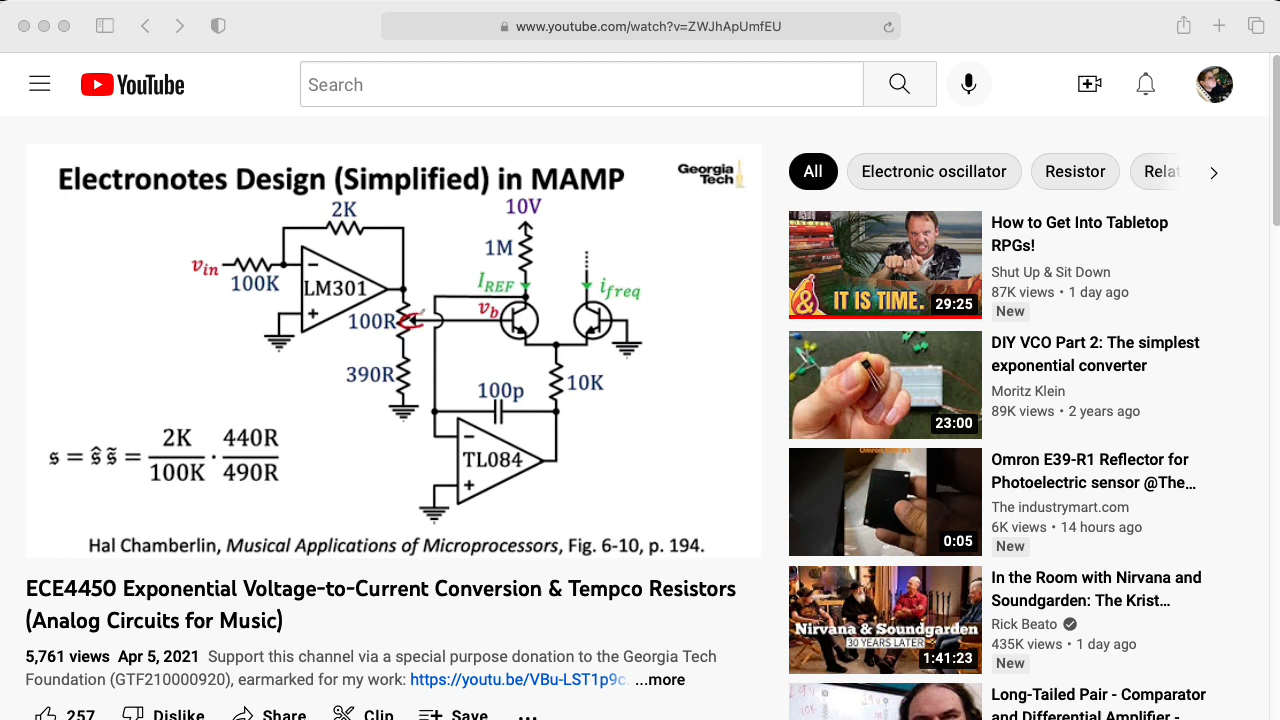 www.youtube.com/watch?v=ZWJhApUmfEU
YouTube
Search
Electronotes Design (Simplified) in MAMP
Georgia
Tech
2K
10V
1M
v_in
100K
LM301
I_REF
i_freq
v_b
100R
390R
10K
100p
TL084
𝔰 = ŝ s̃ = 2K/100K · 440R/490R
Hal Chamberlin, Musical Applications of Microprocessors, Fig. 6-10, p. 194.
ECE4450 Exponential Voltage-to-Current Conversion & Tempco Resistors
(Analog Circuits for Music)
5,761 views Apr 5, 2021 Support this channel via a special purpose donation to the Georgia Tech
Foundation (GTF210000920), earmarked for my work: https://youtu.be/VBu-LST1p9c. ...more
257 Dislike Share Clip Save ...
All Electronic oscillator Resistor Relat
IT IS TIME. 29:25
How to Get Into Tabletop
RPGs!
Shut Up & Sit Down
87K views • 1 day ago
New
23:00
DIY VCO Part 2: The simplest
exponential converter
Moritz Klein
89K views • 2 years ago
0:05
Omron E39-R1 Reflector for
Photoelectric sensor @The...
The industrymart.com
6K views • 14 hours ago
New
Nirvana & Soundgarden
30 YEARS LATER
1:41:23
In the Room with Nirvana and
Soundgarden: The Krist...
Rick Beato
435K views • 1 day ago
New
Long-Tailed Pair - Comparator
and Differential Amplifier -